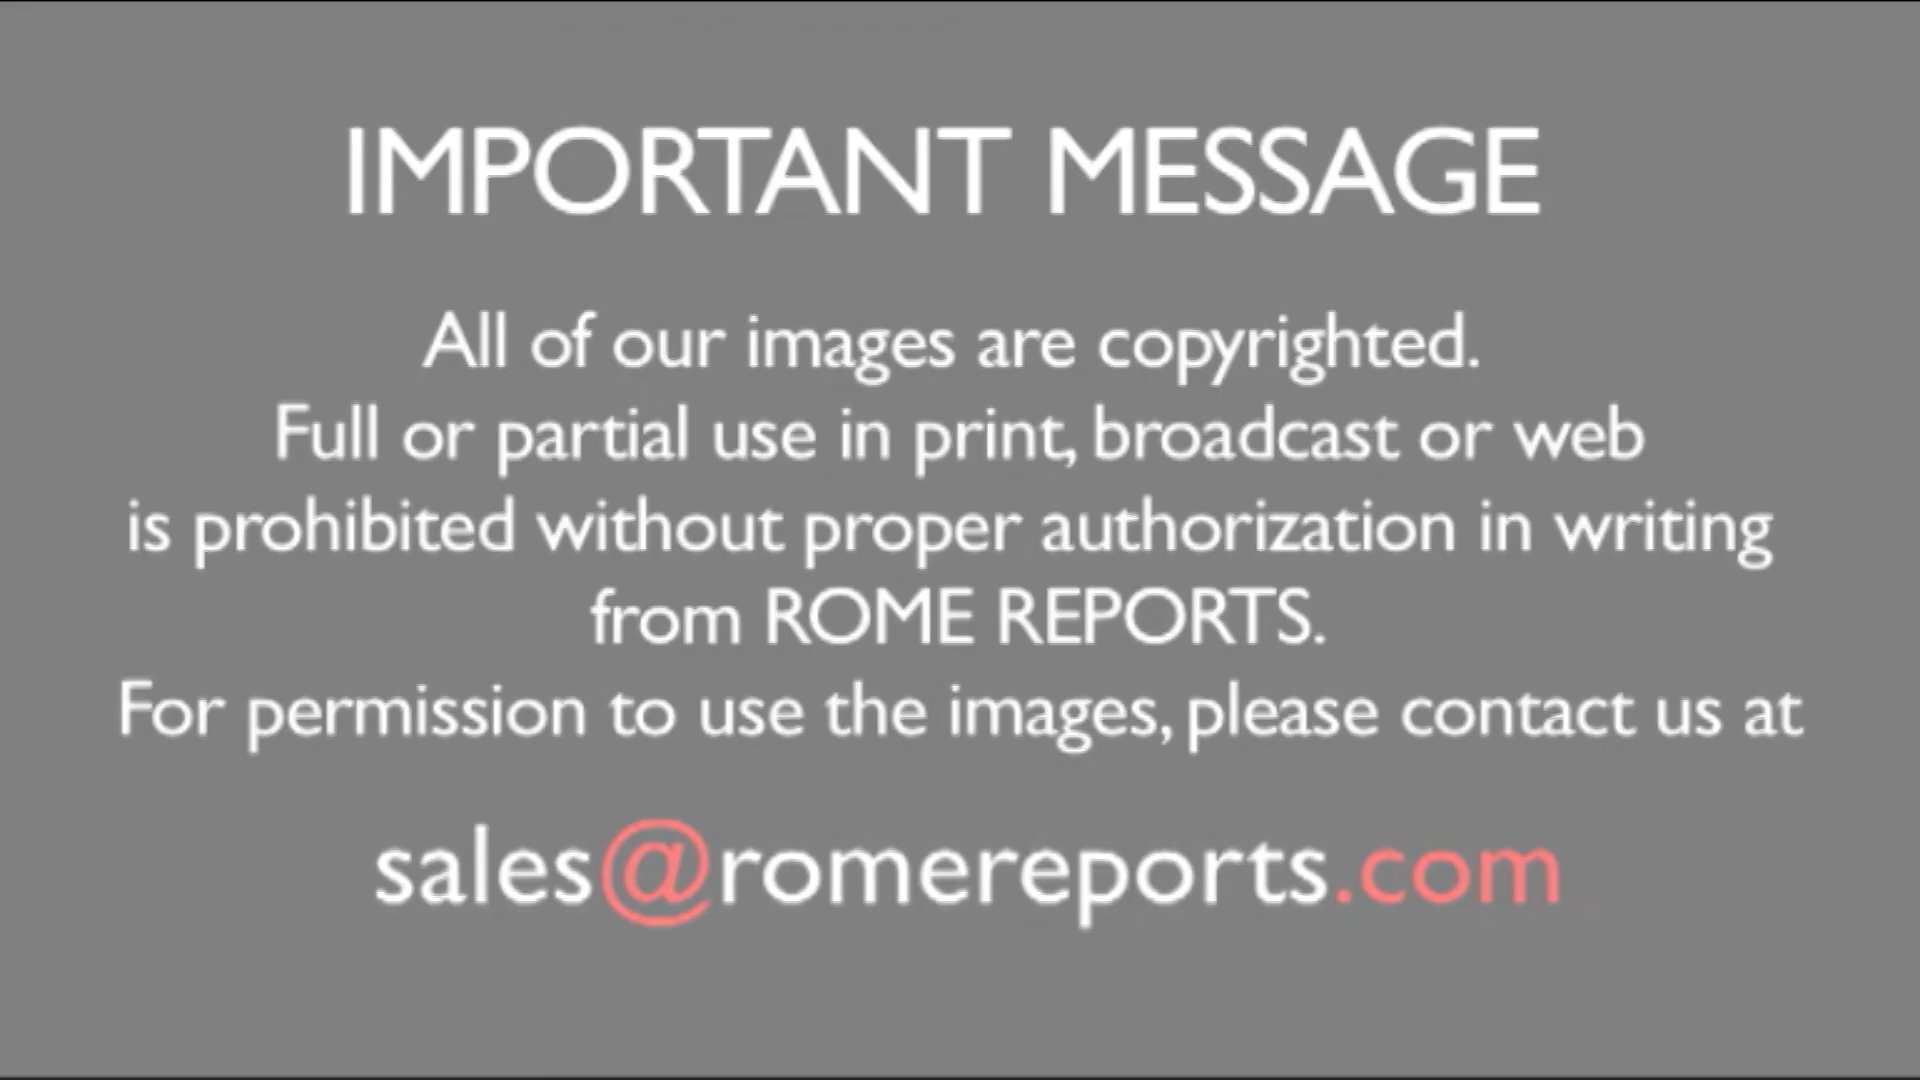 IMPORTANT MESSAGE
All of our images are copyrighted.
Full or partial use in print, broadcast or web
is prohibited without proper authorization in writing
from ROME REPORTS.
For permission to use the images, please contact us at
sales@romereports.com